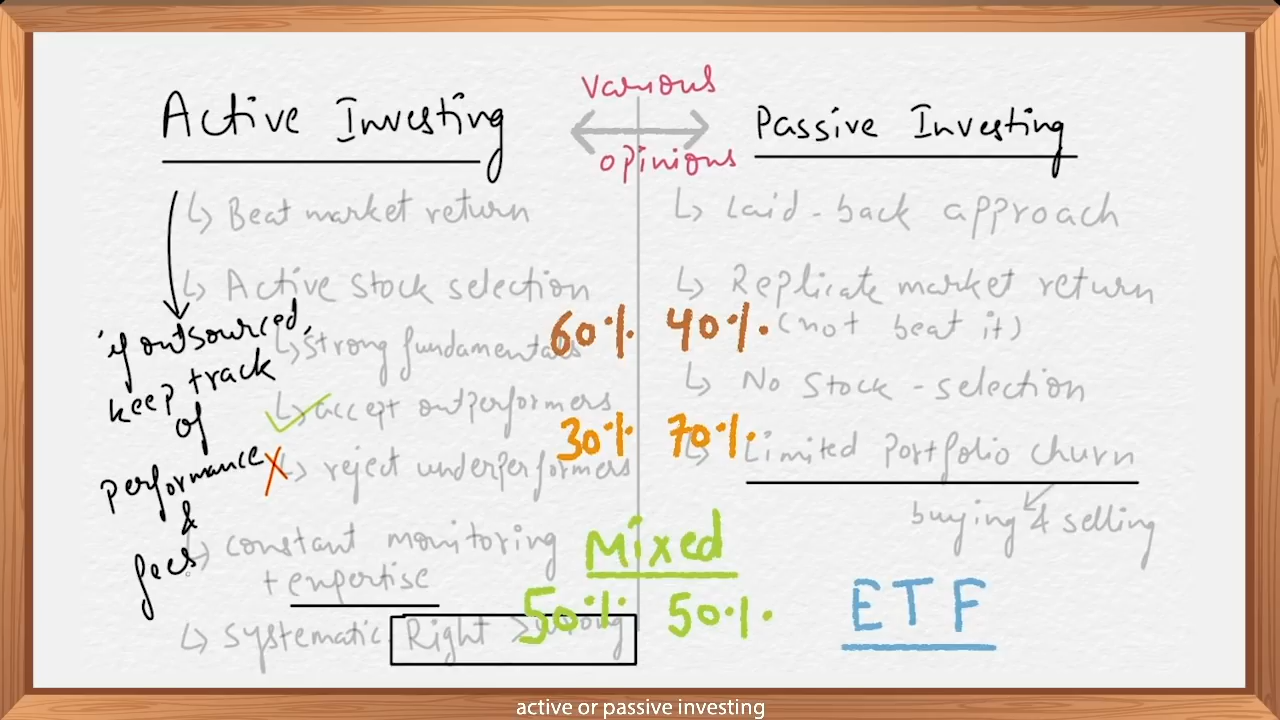 various
Active Investing
Passive Investing
opinions
↳ Beat market return
↳ Active stock selection
↳ strong fundamentals
↳ accept outperformers
↳ reject underperformers
↳ constant monitoring
+ expertise
↳ systematic.
Right > wrong
if outsourced,
keep track
of
performance
&
fees
60% 40%.
30% 70%.
Mixed
50% 50%.
↳ Laid-back approach
↳ Replicate market return
(not beat it)
↳ No Stock-selection
↳ Limited Portfolio churn
buying & selling
ETF
active or passive investing